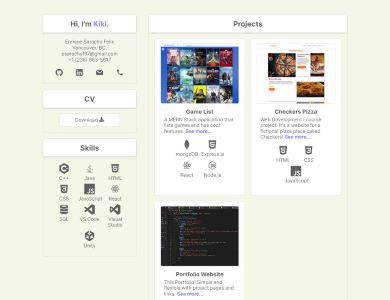 Hi, I'm Kiki.
Enrique Saracho Felix
Vancouver, BC.
esaracho97@gmail.com
+1 (236) 863-5617
CV
Download
Skills
C++ Java HTML
CSS JavaScript React
SQL VS Code Visual
Studio
Unity
Projects
Game List
A MERN Stack application that
lists games and has cool
features. See more...
mongoDB Express.js
React Node.js
Checkers Pizza
Web Development I course
project. It's a website for a
fictional pizza place called
Checkers! See more...
HTML CSS
JavaScript
Portfolio Website
This Portfolio! Simple and
flexible with project pages and
links. See more...